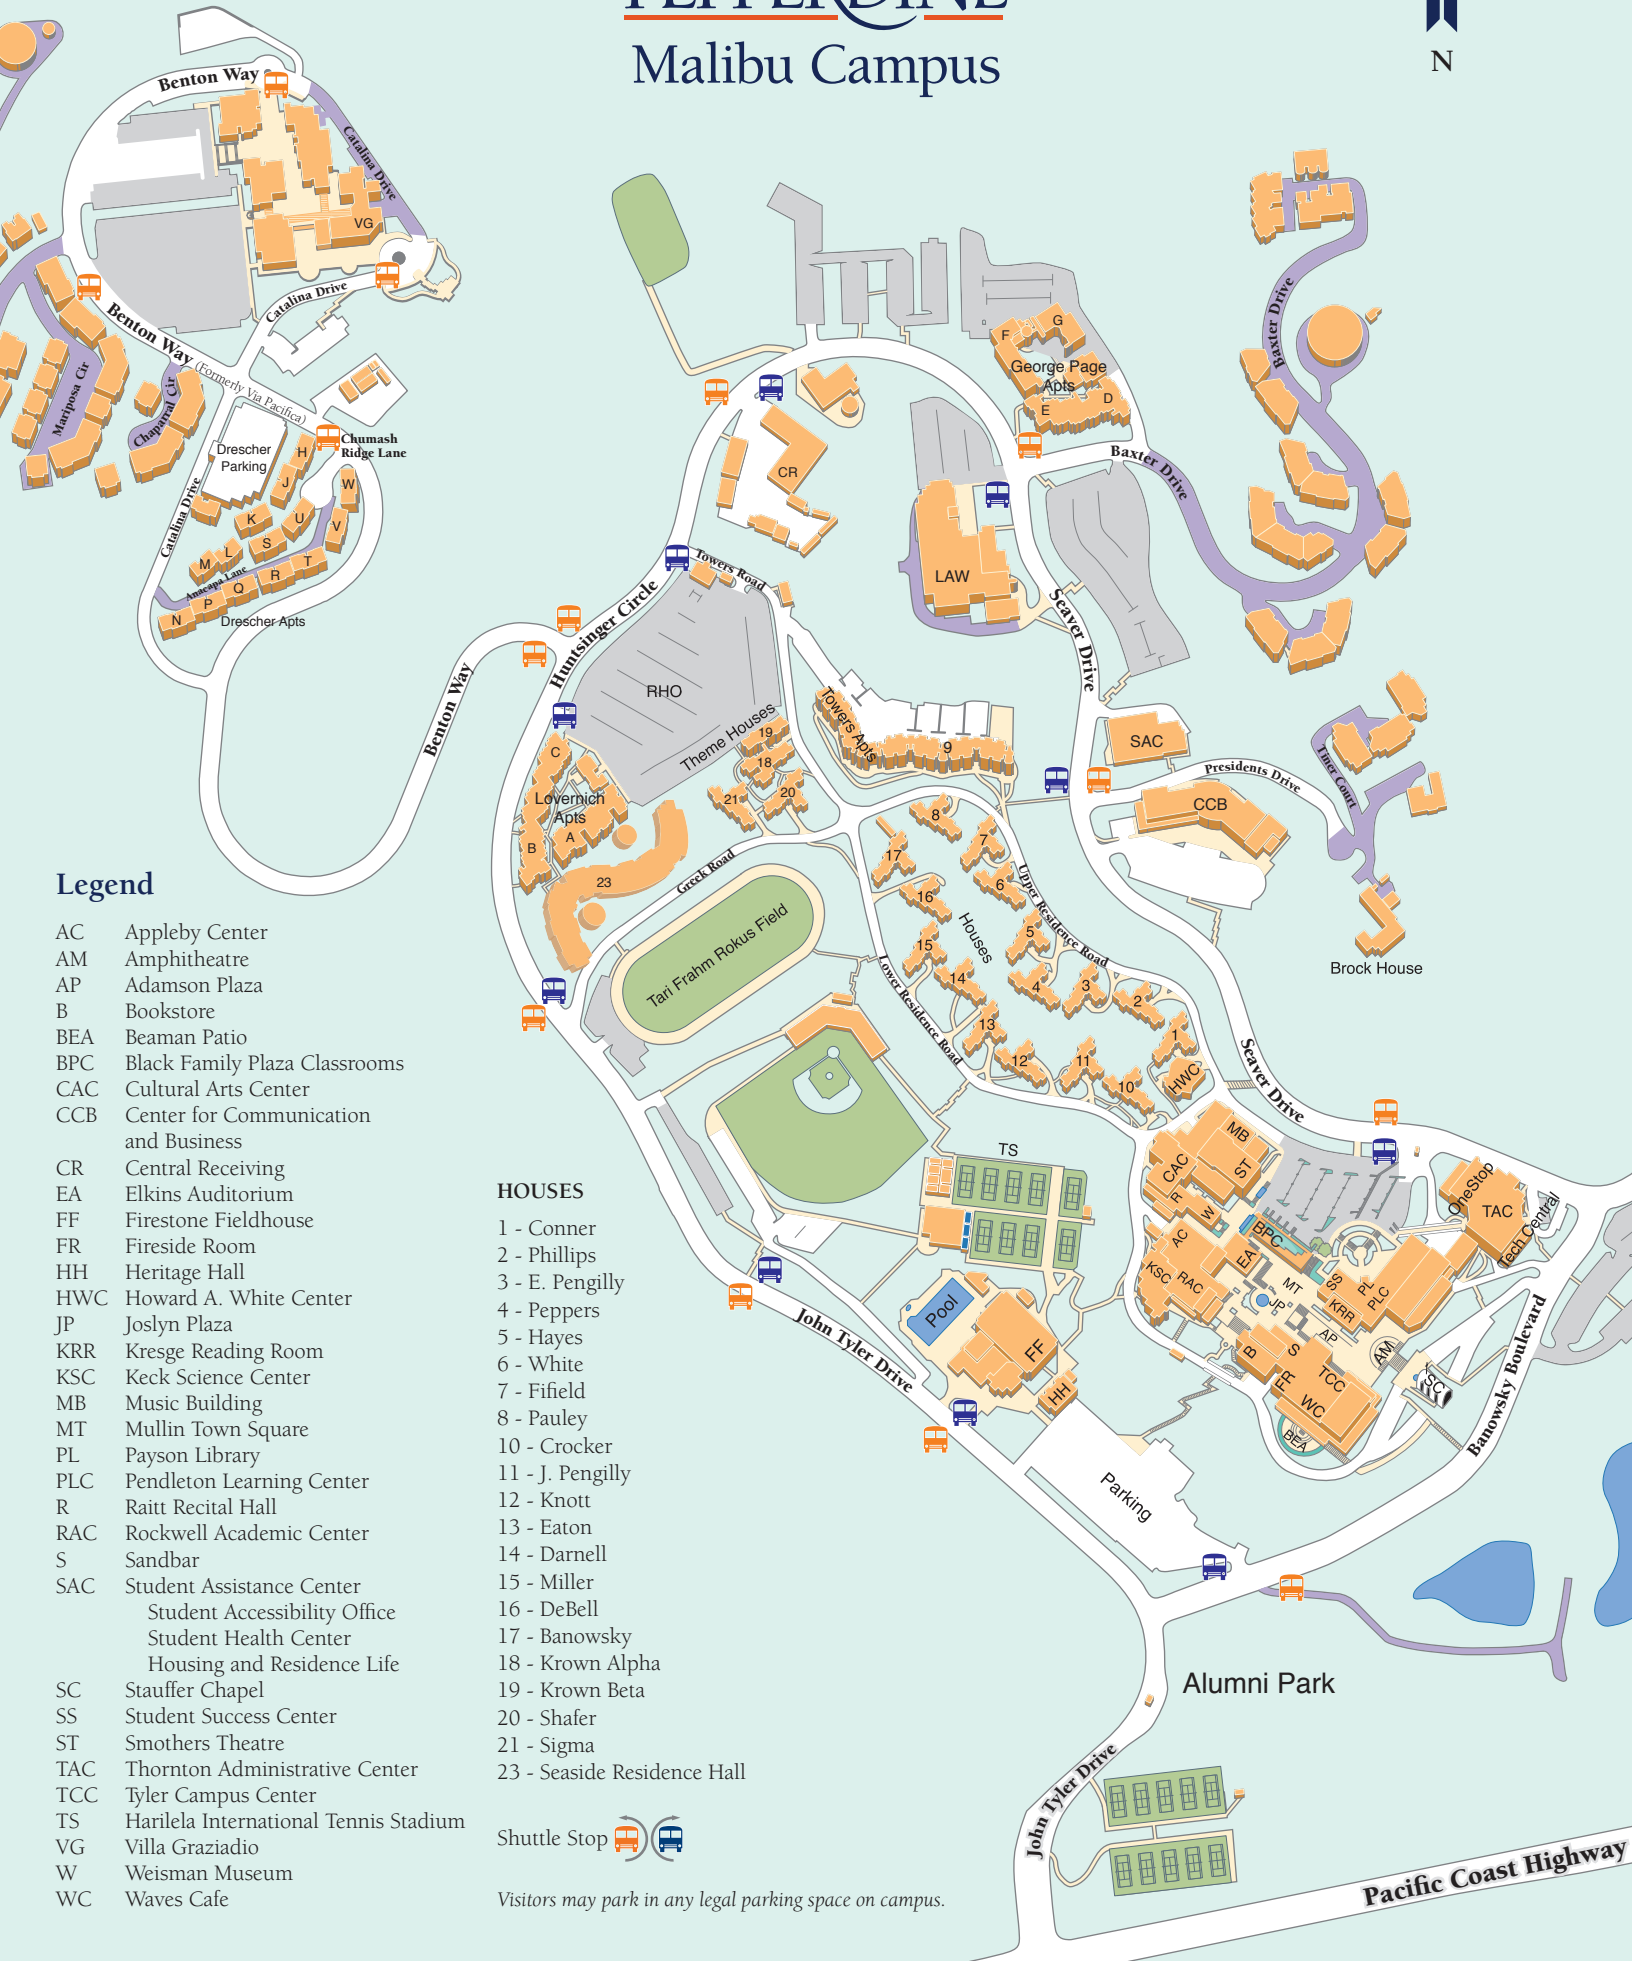 PEPPERDINE
Malibu Campus
N
Benton Way
Catalina Drive
VG
Catalina Drive
Benton Way (Formerly Via Pacifica)
Mariposa Cir
Chaparral Cir
Drescher
Parking
Chumash
Ridge Lane
Catalina Drive
H
J
W
K
U
V
L
S
M
T
R
Q
P
N
Anacapa Lane
Drescher Apts
Benton Way
Huntsinger Circle
Towers Road
CR
F
G
George Page
Apts
E
D
Baxter Drive
Baxter Drive
LAW
Seaver Drive
RHO
Theme Houses
19
18
20
21
Towers Apts
9
SAC
Presidents Drive
CCB
Tiner Court
Brock House
C
Lovernich
Apts
A
B
23
Greek Road
Tari Frahm Rokus Field
8
7
17
6
16
Upper Residence Road
Houses
5
15
14
4
3
2
Lower Residence Road
13
1
12
11
10
HWC
Seaver Drive
TS
MB
CAC
ST
R
W
OneStop
TAC
Tech Central
AC
BPC
EA
KSC
RAC
MT
JP
SS
PL
PLC
KRR
AP
AM
B
S
FR
TCC
WC
SC
BEA
Pool
FF
HH
John Tyler Drive
Banowsky Boulevard
Parking
Alumni Park
John Tyler Drive
Pacific Coast Highway
Legend
AC Appleby Center
AM Amphitheatre
AP Adamson Plaza
B Bookstore
BEA Beaman Patio
BPC Black Family Plaza Classrooms
CAC Cultural Arts Center
CCB Center for Communication
and Business
CR Central Receiving
EA Elkins Auditorium
FF Firestone Fieldhouse
FR Fireside Room
HH Heritage Hall
HWC Howard A. White Center
JP Joslyn Plaza
KRR Kresge Reading Room
KSC Keck Science Center
MB Music Building
MT Mullin Town Square
PL Payson Library
PLC Pendleton Learning Center
R Raitt Recital Hall
RAC Rockwell Academic Center
S Sandbar
SAC Student Assistance Center
Student Accessibility Office
Student Health Center
Housing and Residence Life
SC Stauffer Chapel
SS Student Success Center
ST Smothers Theatre
TAC Thornton Administrative Center
TCC Tyler Campus Center
TS Harilela International Tennis Stadium
VG Villa Graziadio
W Weisman Museum
WC Waves Cafe
HOUSES
1 - Conner
2 - Phillips
3 - E. Pengilly
4 - Peppers
5 - Hayes
6 - White
7 - Fifield
8 - Pauley
10 - Crocker
11 - J. Pengilly
12 - Knott
13 - Eaton
14 - Darnell
15 - Miller
16 - DeBell
17 - Banowsky
18 - Krown Alpha
19 - Krown Beta
20 - Shafer
21 - Sigma
23 - Seaside Residence Hall
Shuttle Stop
Visitors may park in any legal parking space on campus.